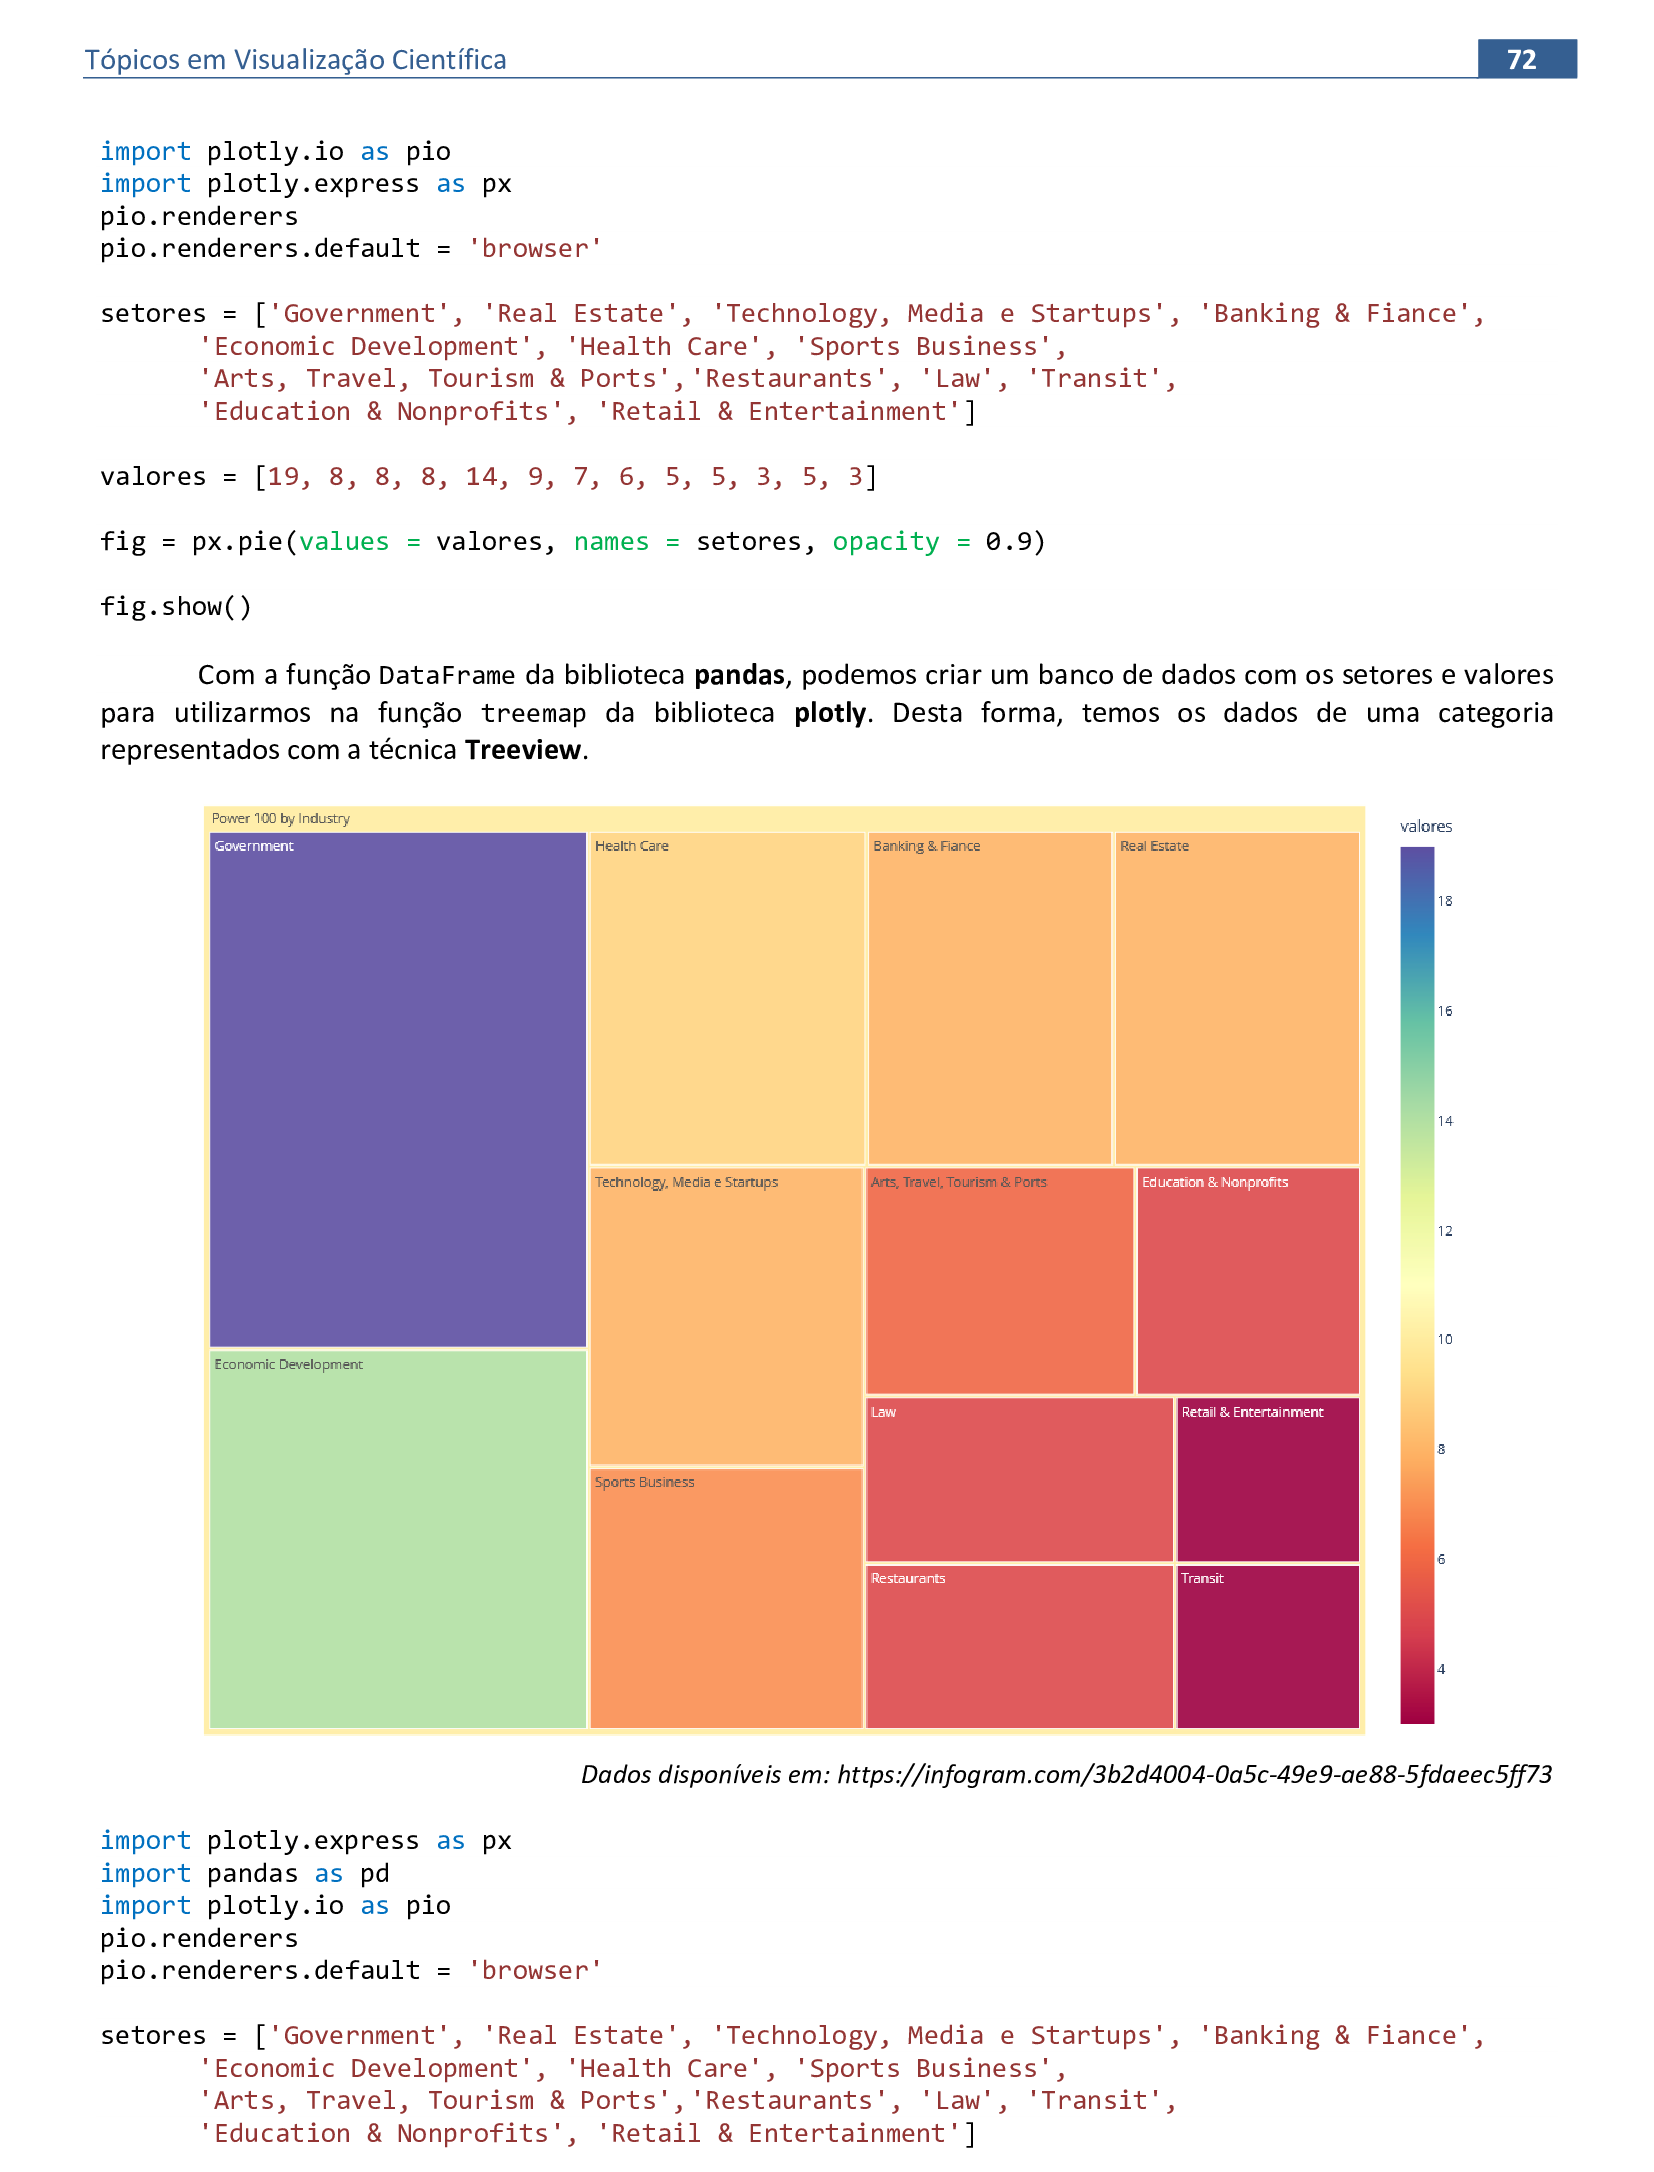 Tópicos em Visualização Científica 72
import plotly.io as pio
import plotly.express as px
pio.renderers
pio.renderers.default = 'browser'
setores = ['Government', 'Real Estate', 'Technology, Media e Startups', 'Banking & Fiance',
'Economic Development', 'Health Care', 'Sports Business',
'Arts, Travel, Tourism & Ports','Restaurants', 'Law', 'Transit',
'Education & Nonprofits', 'Retail & Entertainment']
valores = [19, 8, 8, 8, 14, 9, 7, 6, 5, 5, 3, 5, 3]
fig = px.pie(values = valores, names = setores, opacity = 0.9)
fig.show()
Com a função DataFrame da biblioteca pandas, podemos criar um banco de dados com os setores e valores
para utilizarmos na função treemap da biblioteca plotly. Desta forma, temos os dados de uma categoria
representados com a técnica Treeview.
Power 100 by Industry
valores
Government
Health Care
Banking & Fiance
Real Estate
18
16
14
Technology, Media e Startups
Arts, Travel, Tourism & Ports
Education & Nonprofits
12
10
Economic Development
Law
Retail & Entertainment
8
Sports Business
6
Restaurants
Transit
4
Dados disponíveis em: https://infogram.com/3b2d4004-0a5c-49e9-ae88-5fdaeec5ff73
import plotly.express as px
import pandas as pd
import plotly.io as pio
pio.renderers
pio.renderers.default = 'browser'
setores = ['Government', 'Real Estate', 'Technology, Media e Startups', 'Banking & Fiance',
'Economic Development', 'Health Care', 'Sports Business',
'Arts, Travel, Tourism & Ports','Restaurants', 'Law', 'Transit',
'Education & Nonprofits', 'Retail & Entertainment']